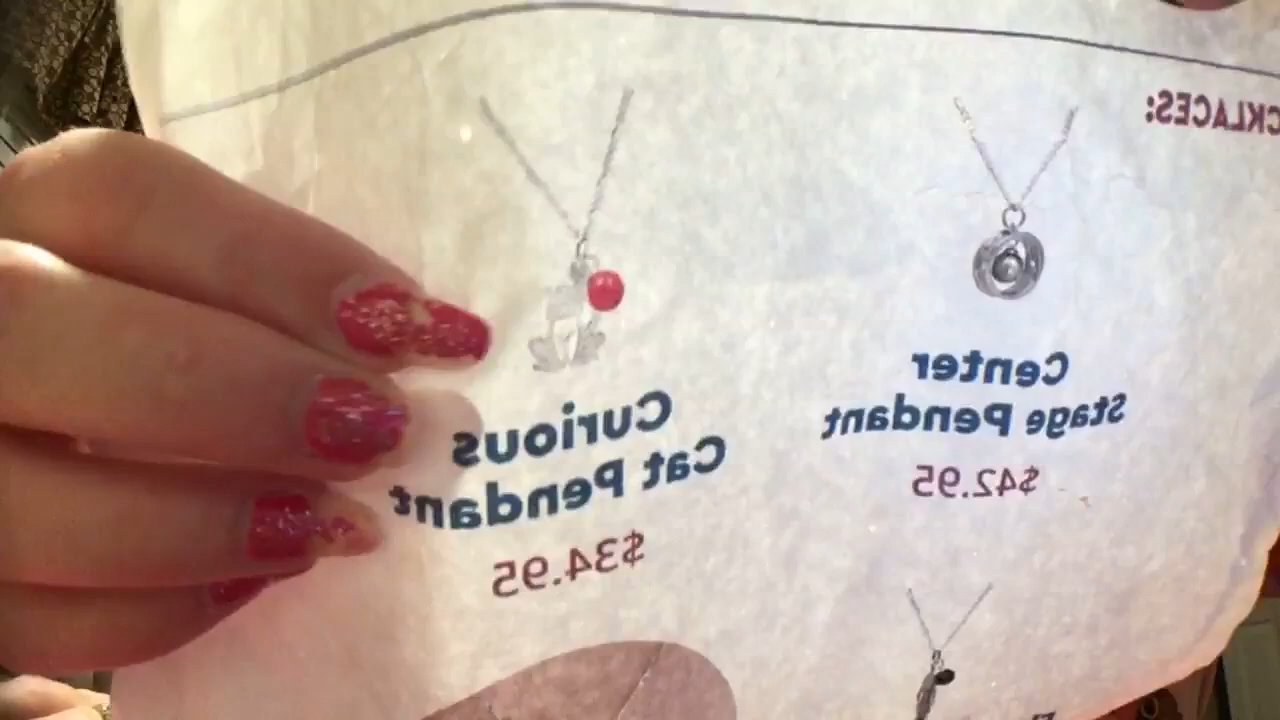 CKLACES:
Center
Stage Pendant
$42.95
Curious
Cat Pendant
$34.95